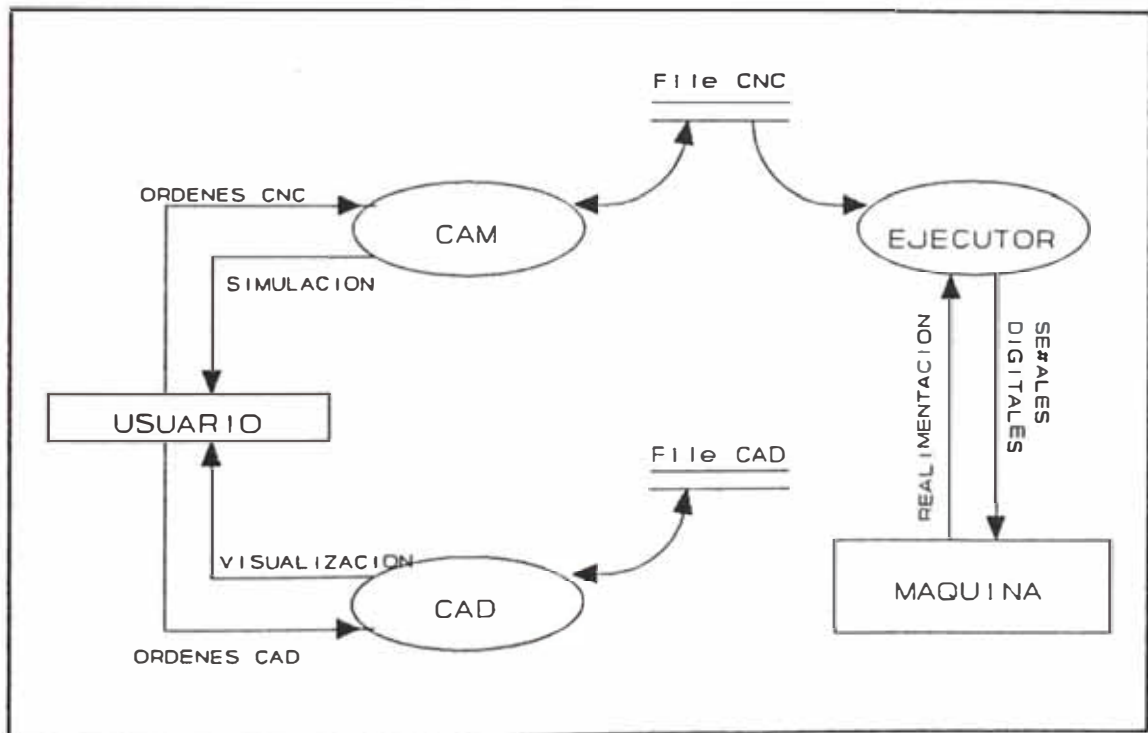 File CNC
ORDENES CNC
CAM
EJECUTOR
SIMULACION
REALIMENTACION
SE#ALES
DIGITALES
USUARIO
File CAD
VISUALIZACION
MAQUINA
CAD
ORDENES CAD